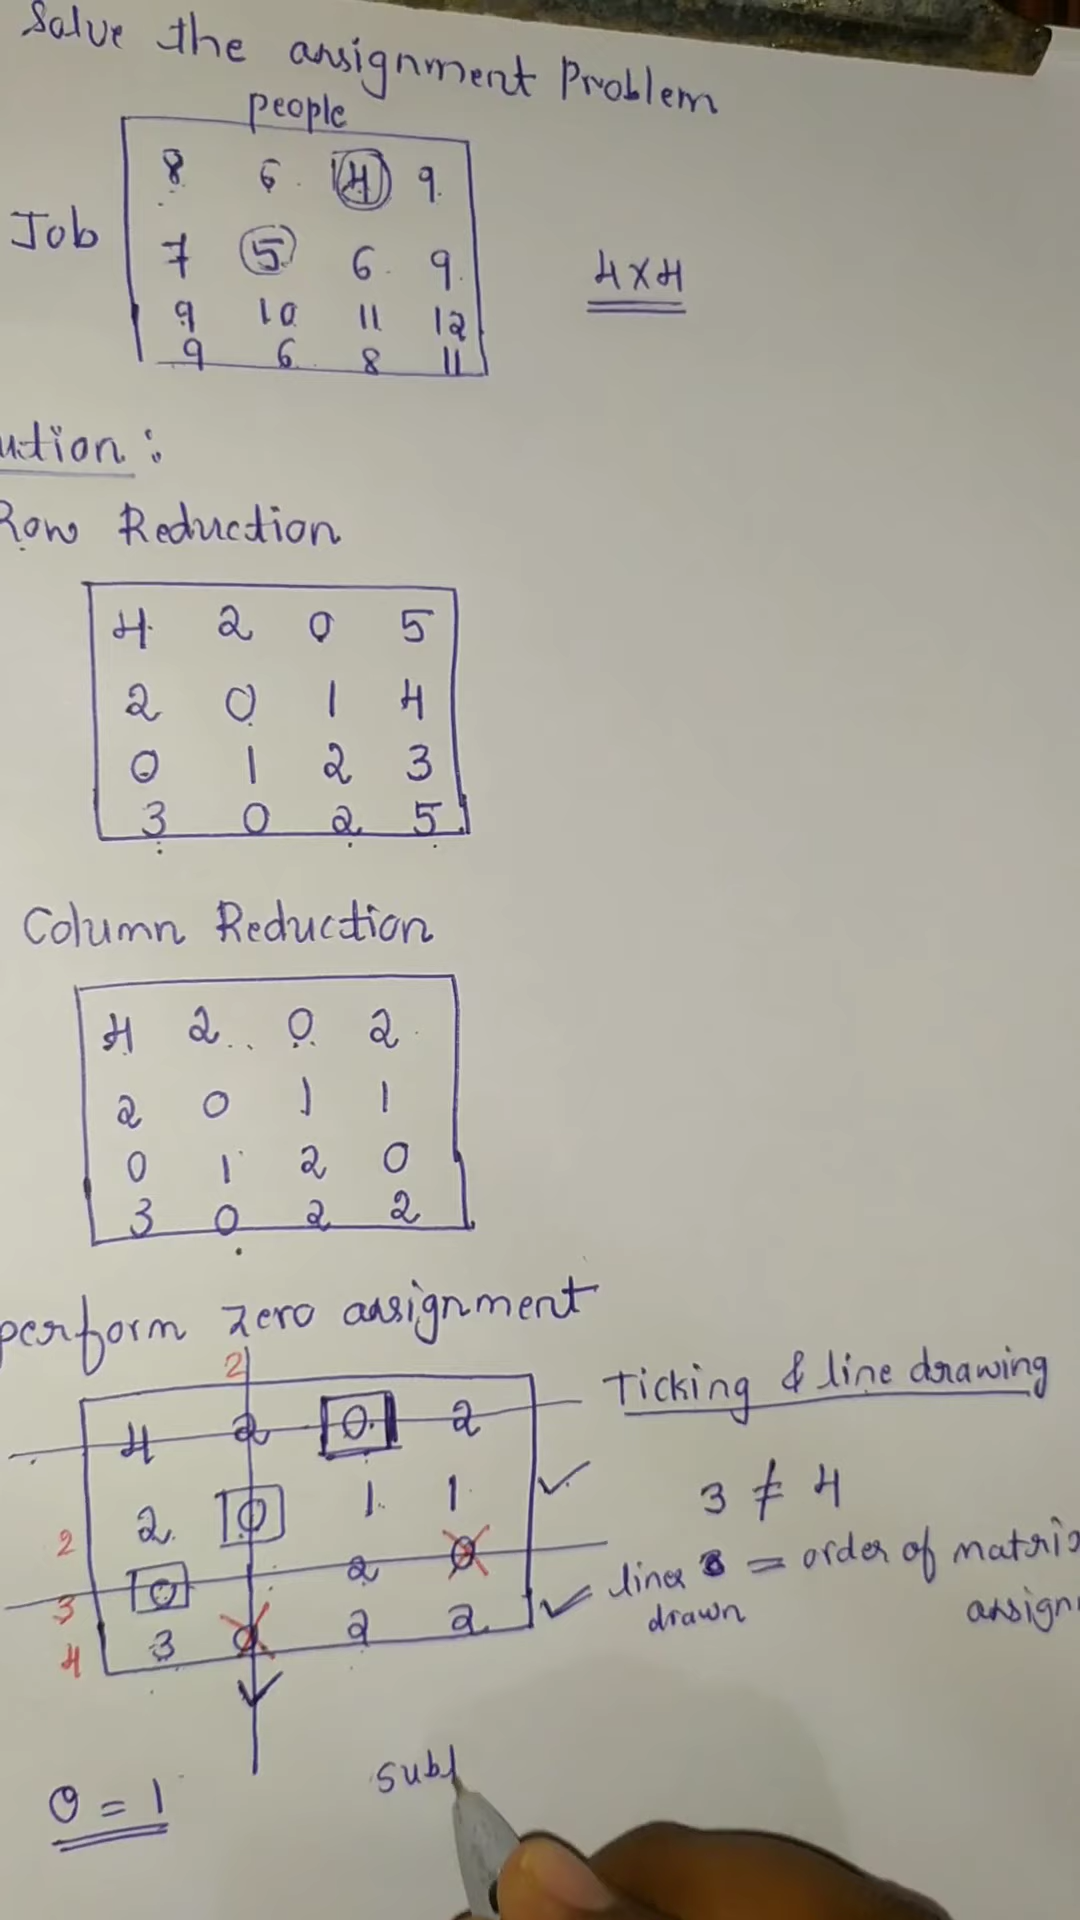 Solve the assignment Problem
people
8 6 4 9
Job
7 5 6 9
4x4
9 10 11 12
9 6 8 11
ution:
Row Reduction
4 2 0 5
2 0 1 4
0 1 2 3
3 0 2 5
Column Reduction
4 2 0 2
2 0 1 1
0 1 2 0
3 0 2 2
perform zero assignment
2
Ticking & line drawing
4 2 0 2
2 2 0 1 1
3 ≠ 4
3 0 2 0
lines = order of matrix
drawn assign
4 3 0 2 2
θ = 1
subt